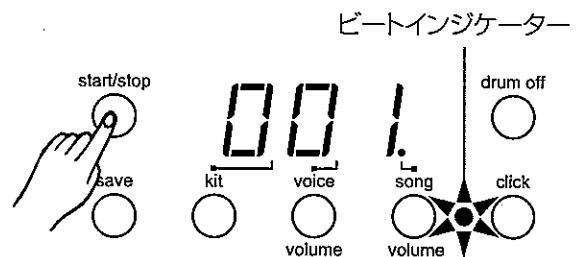 ビートインジケーター
start/stop
001.
drum off
save
kit
voice
song
click
volume
volume